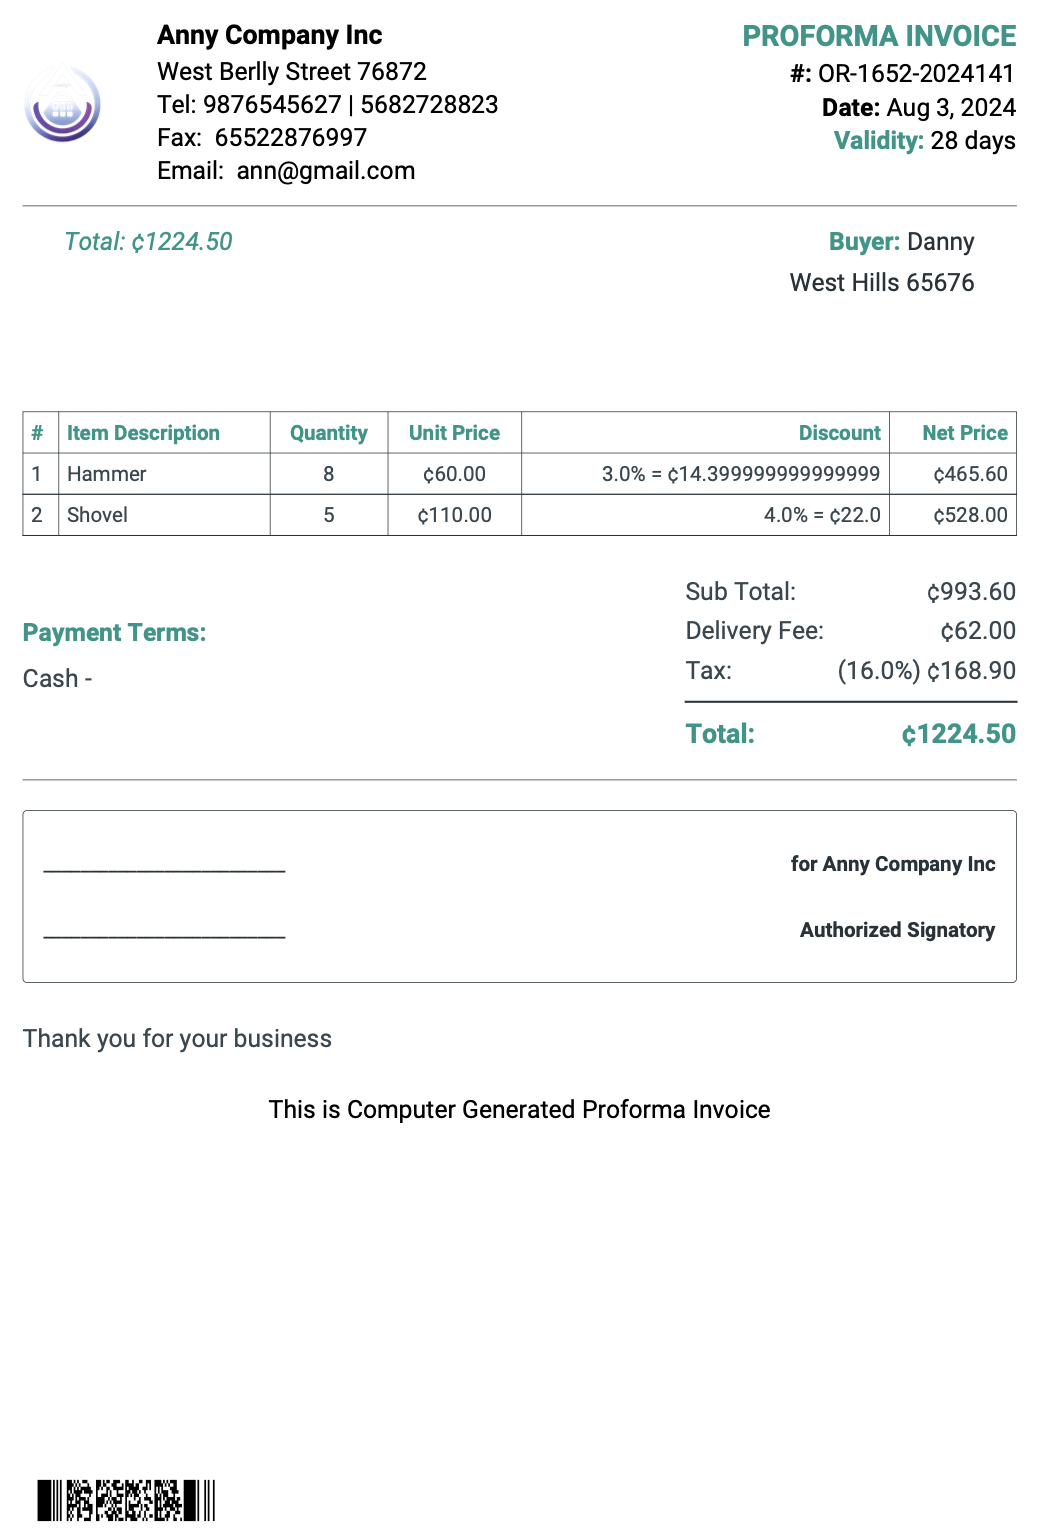 Anny Company Inc
West Berlly Street 76872
Tel: 9876545627 | 5682728823
Fax: 65522876997
Email: ann@gmail.com
PROFORMA INVOICE
#: OR-1652-2024141
Date: Aug 3, 2024
Validity: 28 days
Total: ¢1224.50
Buyer: Danny
West Hills 65676
# Item Description Quantity Unit Price Discount Net Price
1 Hammer 8 ¢60.00 3.0% = ¢14.399999999999999 ¢465.60
2 Shovel 5 ¢110.00 4.0% = ¢22.0 ¢528.00
Payment Terms:
Cash -
Sub Total: ¢993.60
Delivery Fee: ¢62.00
Tax: (16.0%) ¢168.90
Total: ¢1224.50
for Anny Company Inc
Authorized Signatory
Thank you for your business
This is Computer Generated Proforma Invoice